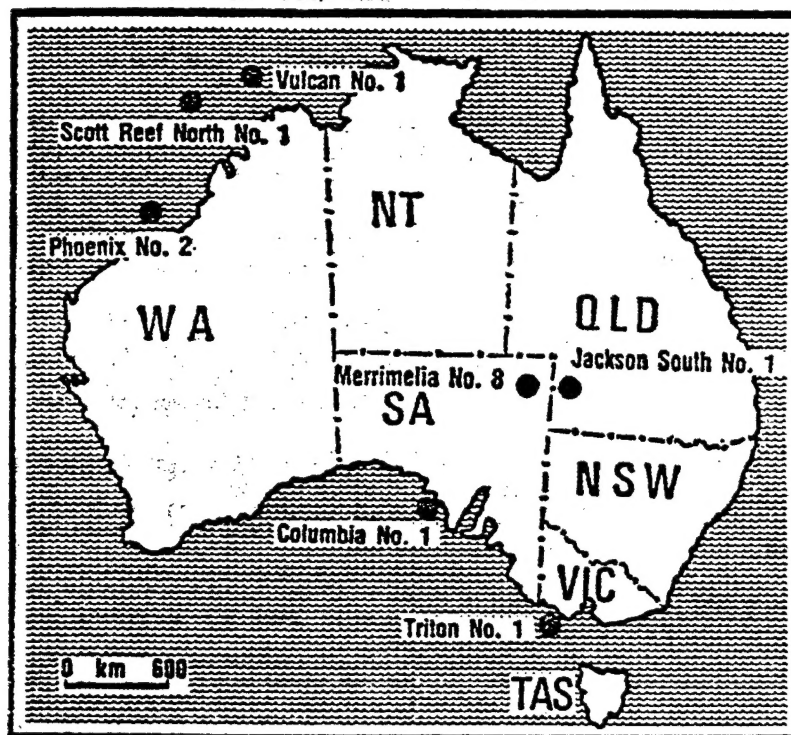 Vulcan No. 1
Scott Reef North No. 1
NT
Phoenix No. 2
WA
QLD
Jackson South No. 1
Merrimelia No. 8
SA
NSW
Columbia No. 1
VIC
Triton No. 1
0 km 600
TAS